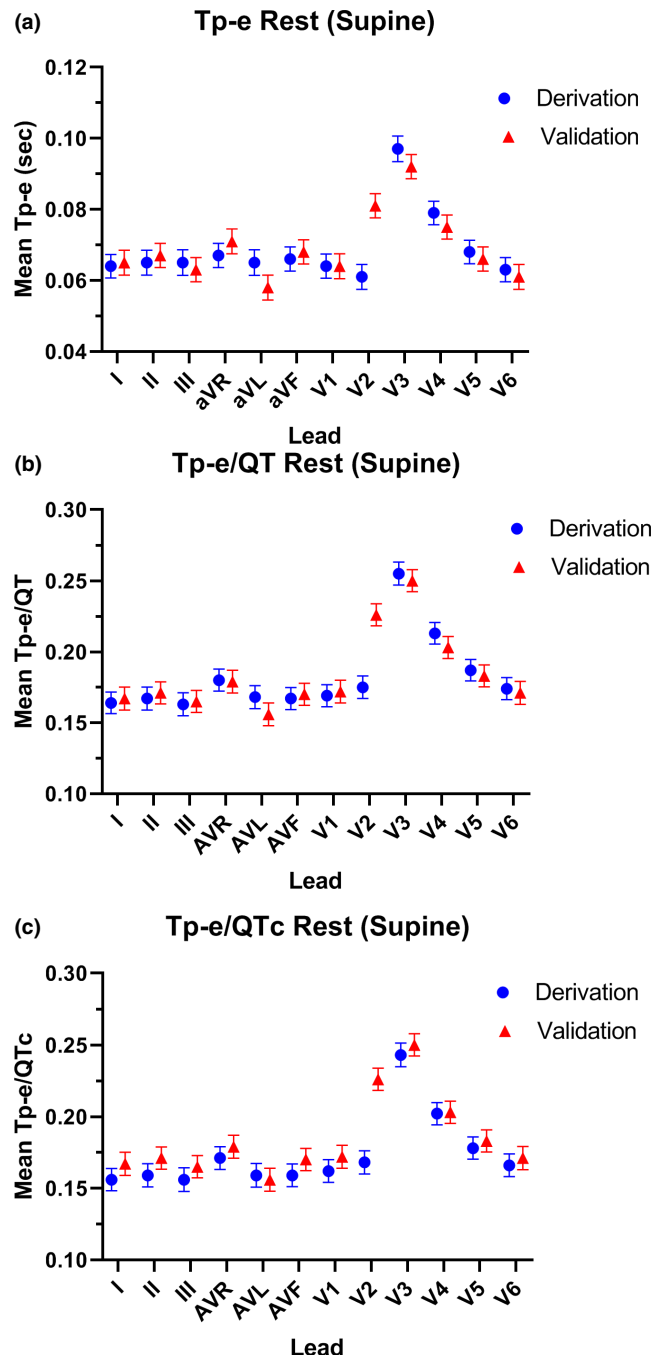 (a)
Tp-e Rest (Supine)
0.12
0.10
0.08
0.06
0.04
Mean Tp-e (sec)
Derivation
Validation
I II III aVR aVL aVF V1 V2 V3 V4 V5 V6
Lead
(b)
Tp-e/QT Rest (Supine)
0.30
0.25
0.20
0.15
0.10
Mean Tp-e/QT
Derivation
Validation
I II III AVR AVL AVF V1 V2 V3 V4 V5 V6
Lead
(c)
Tp-e/QTc Rest (Supine)
0.30
0.25
0.20
0.15
0.10
Mean Tp-e/QTc
Derivation
Validation
I II III AVR AVL AVF V1 V2 V3 V4 V5 V6
Lead